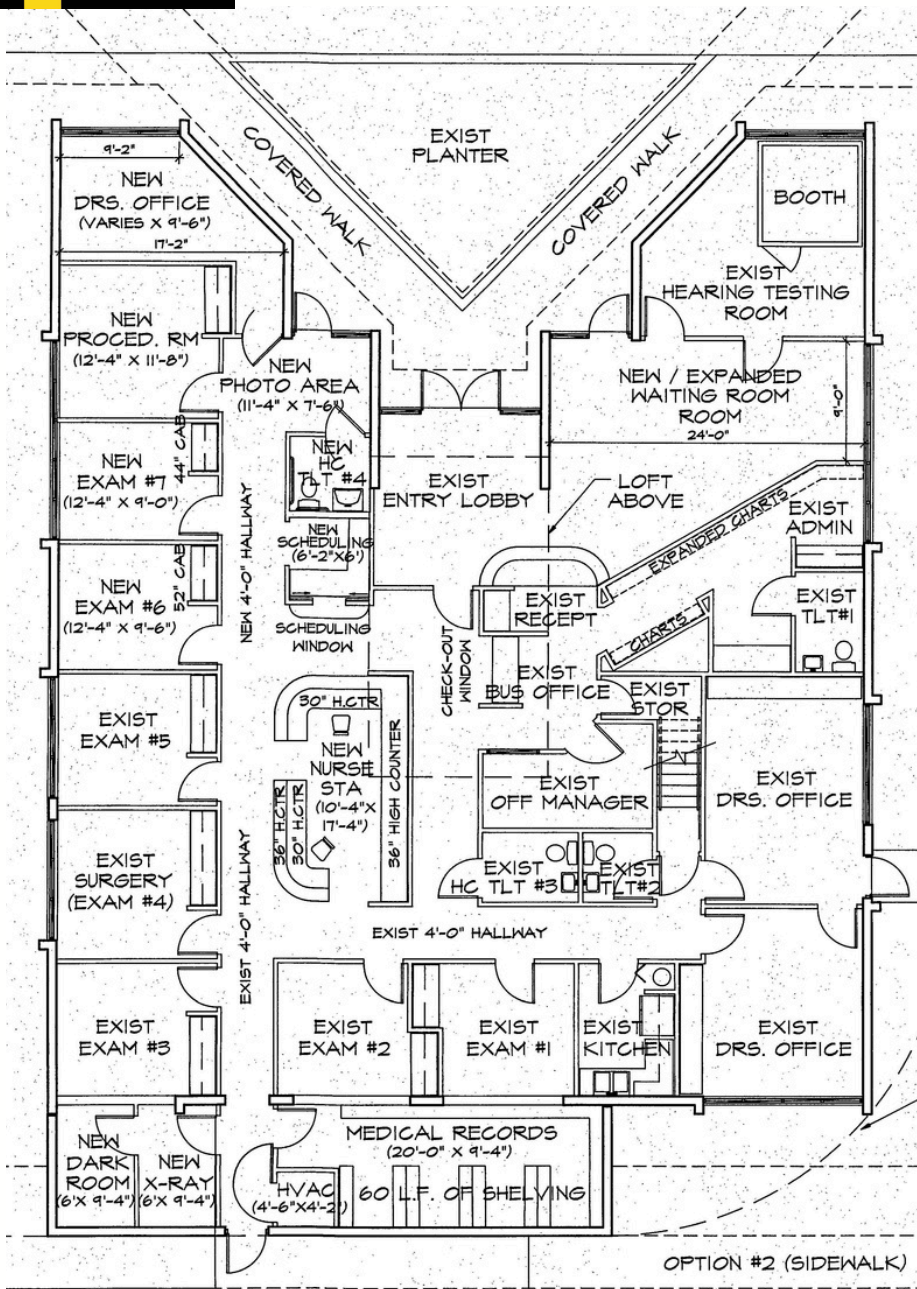 EXIST
PLANTER
COVERED WALK
COVERED WALK
9'-2"
NEW
DRS. OFFICE
(VARIES X 9'-6")
17'-2"
BOOTH
EXIST
HEARING TESTING
ROOM
NEW
PROCED. RM
(12'-4" X 11'-8")
NEW
PHOTO AREA
(11'-4" X 7'-6")
NEW / EXPANDED
WAITING ROOM
ROOM
24'-0"
9'-0"
NEW
EXAM #7
(12'-4" X 9'-0")
44" CAB
NEW
HC
TLT #4
EXIST
ENTRY LOBBY
LOFT
ABOVE
EXPANDED CHARTS
EXIST
ADMIN
NEW 4'-0" HALLWAY
NEW
SCHEDULING
(6'-2"X6')
NEW
EXAM #6
(12'-4" X 9'-6")
52" CAB
SCHEDULING
WINDOW
CHECK-OUT
WINDOW
EXIST
RECEPT
CHARTS
EXIST
TLT#1
EXIST
BUS OFFICE
EXIST
STOR
EXIST
EXAM #5
30" H.CTR
NEW
NURSE
STA
(10'-4"X
17'-4")
36" H.CTR
30" H.CTR
36" HIGH COUNTER
EXIST
OFF MANAGER
EXIST
DRS. OFFICE
EXIST
SURGERY
(EXAM #4)
EXIST 4'-0" HALLWAY
EXIST
HC TLT #3
EXIST
TLT#2
EXIST 4'-0" HALLWAY
EXIST
EXAM #3
EXIST
EXAM #2
EXIST
EXAM #1
EXIST
KITCHEN
EXIST
DRS. OFFICE
NEW
DARK
ROOM
(6'X 9'-4")
NEW
X-RAY
(6'X 9'-4")
HVAC
(4'-6"X4'-2")
MEDICAL RECORDS
(20'-0" X 9'-4")
60 L.F. OF SHELVING
OPTION #2 (SIDEWALK)